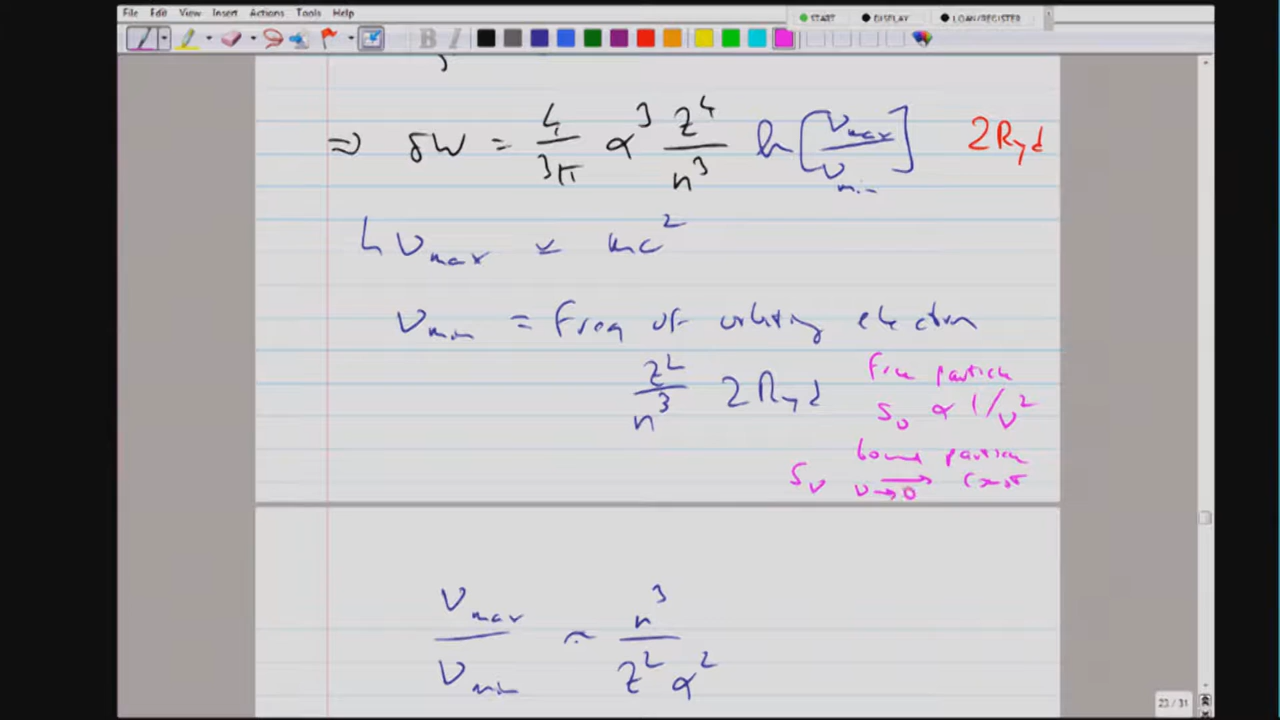 File Edit View Insert Actions Tools Help
START DISPLAY LOAN/REGISTER
B I
⇒ δW = 4/3π α³ Z⁴/n³ ln [ν_max/ν_min] 2Ryd
hν_max ≃ mc²
ν_min = Freq of orbiting electron
Z²/n³ 2Ryd
Free particle
S_ν ∝ 1/ν²
bound particle
S_ν ν→0 const
ν_max/ν_min ~ n³/Z²α²
23 / 31